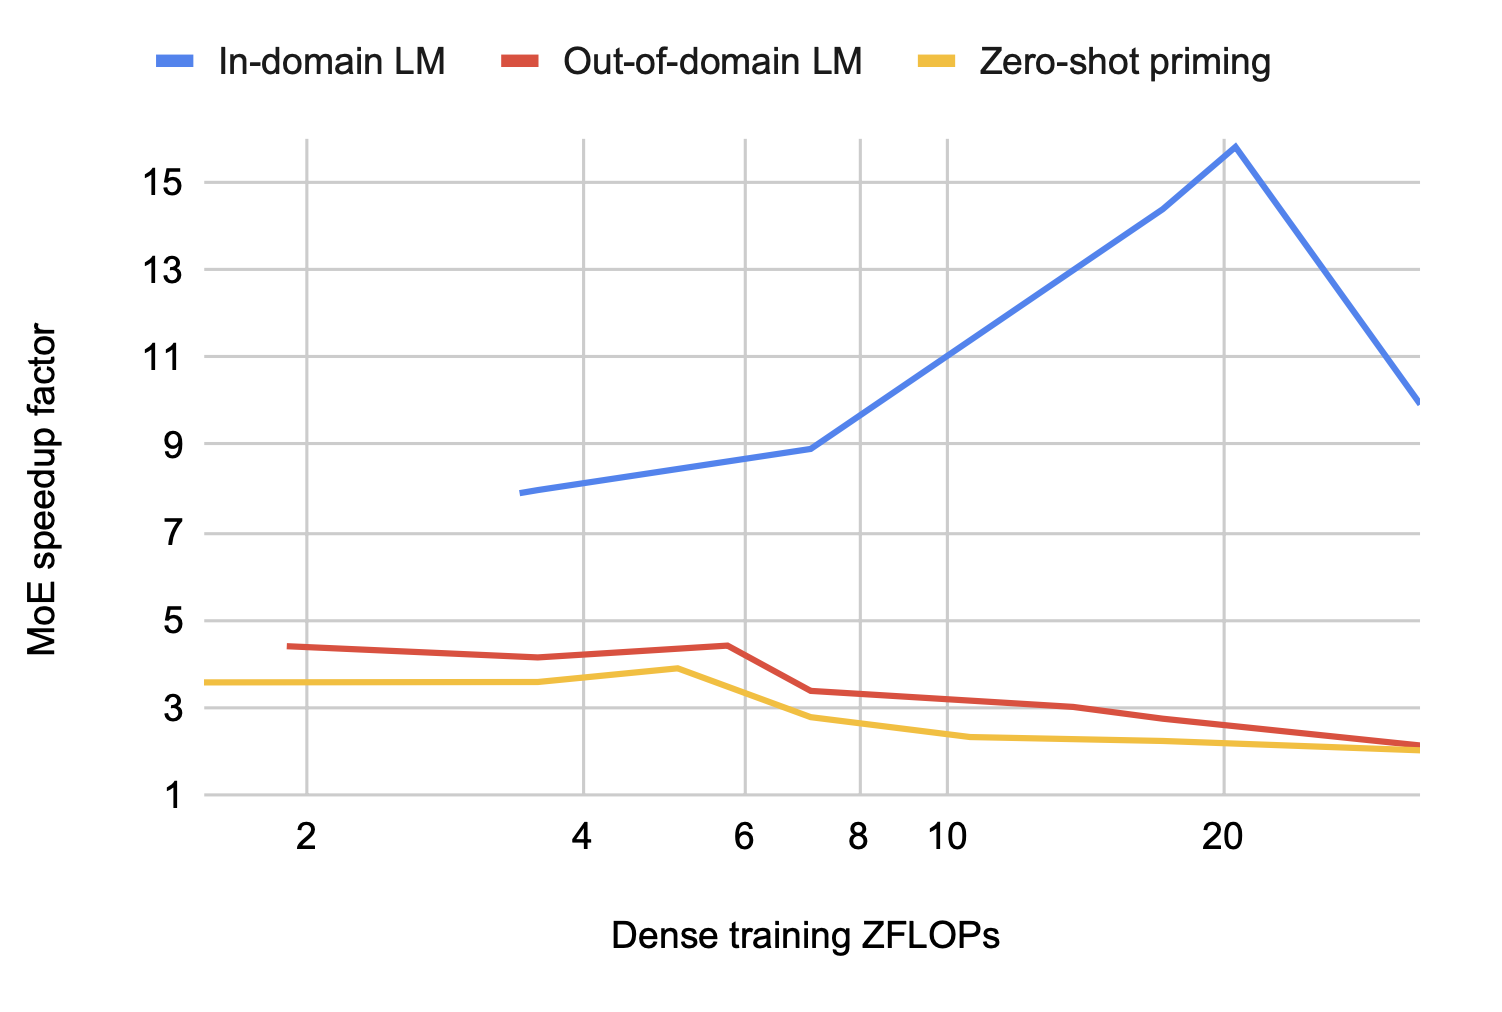 In-domain LM Out-of-domain LM Zero-shot priming
15
13
11
9
7
5
3
1
MoE speedup factor
2 4 6 8 10 20
Dense training ZFLOPs